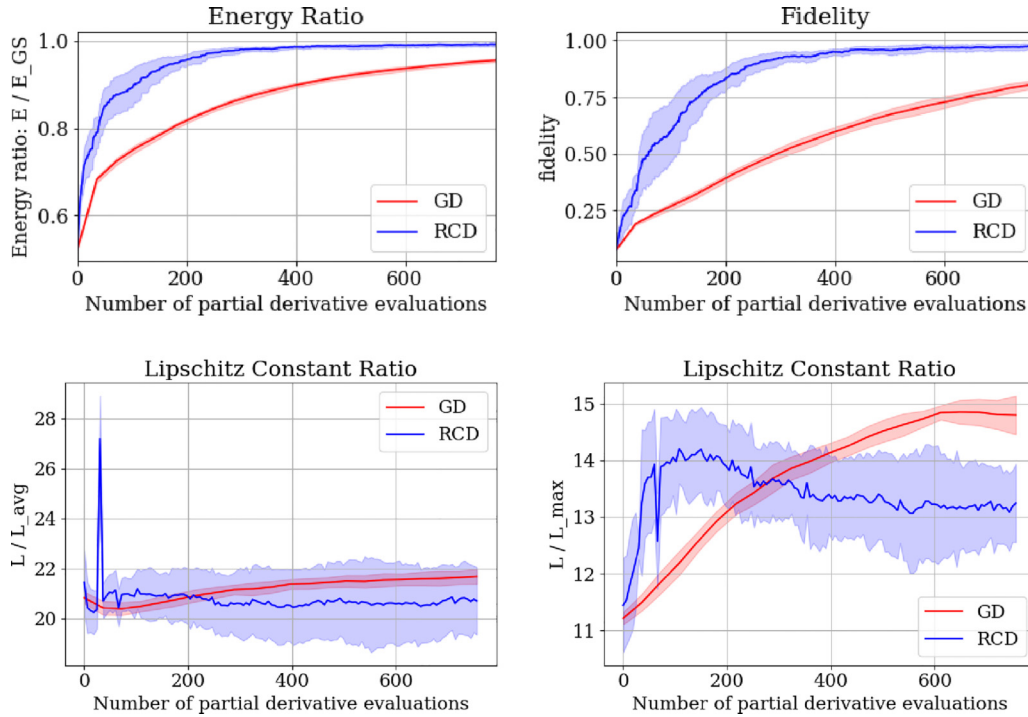 Energy Ratio
Energy ratio: E / E_GS
1.0
0.8
0.6
GD
RCD
0 200 400 600
Number of partial derivative evaluations
Fidelity
fidelity
1.00
0.75
0.50
0.25
GD
RCD
0 200 400 600
Number of partial derivative evaluations
Lipschitz Constant Ratio
L / L_avg
28
26
24
22
20
GD
RCD
0 200 400 600
Number of partial derivative evaluations
Lipschitz Constant Ratio
L / L_max
15
14
13
12
11
GD
RCD
0 200 400 600
Number of partial derivative evaluations